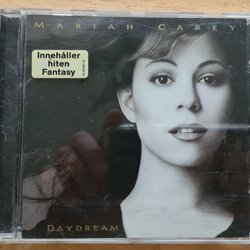 MARIAH CAREY
Innehåller
hiten
Fantasy
DAYDREAM